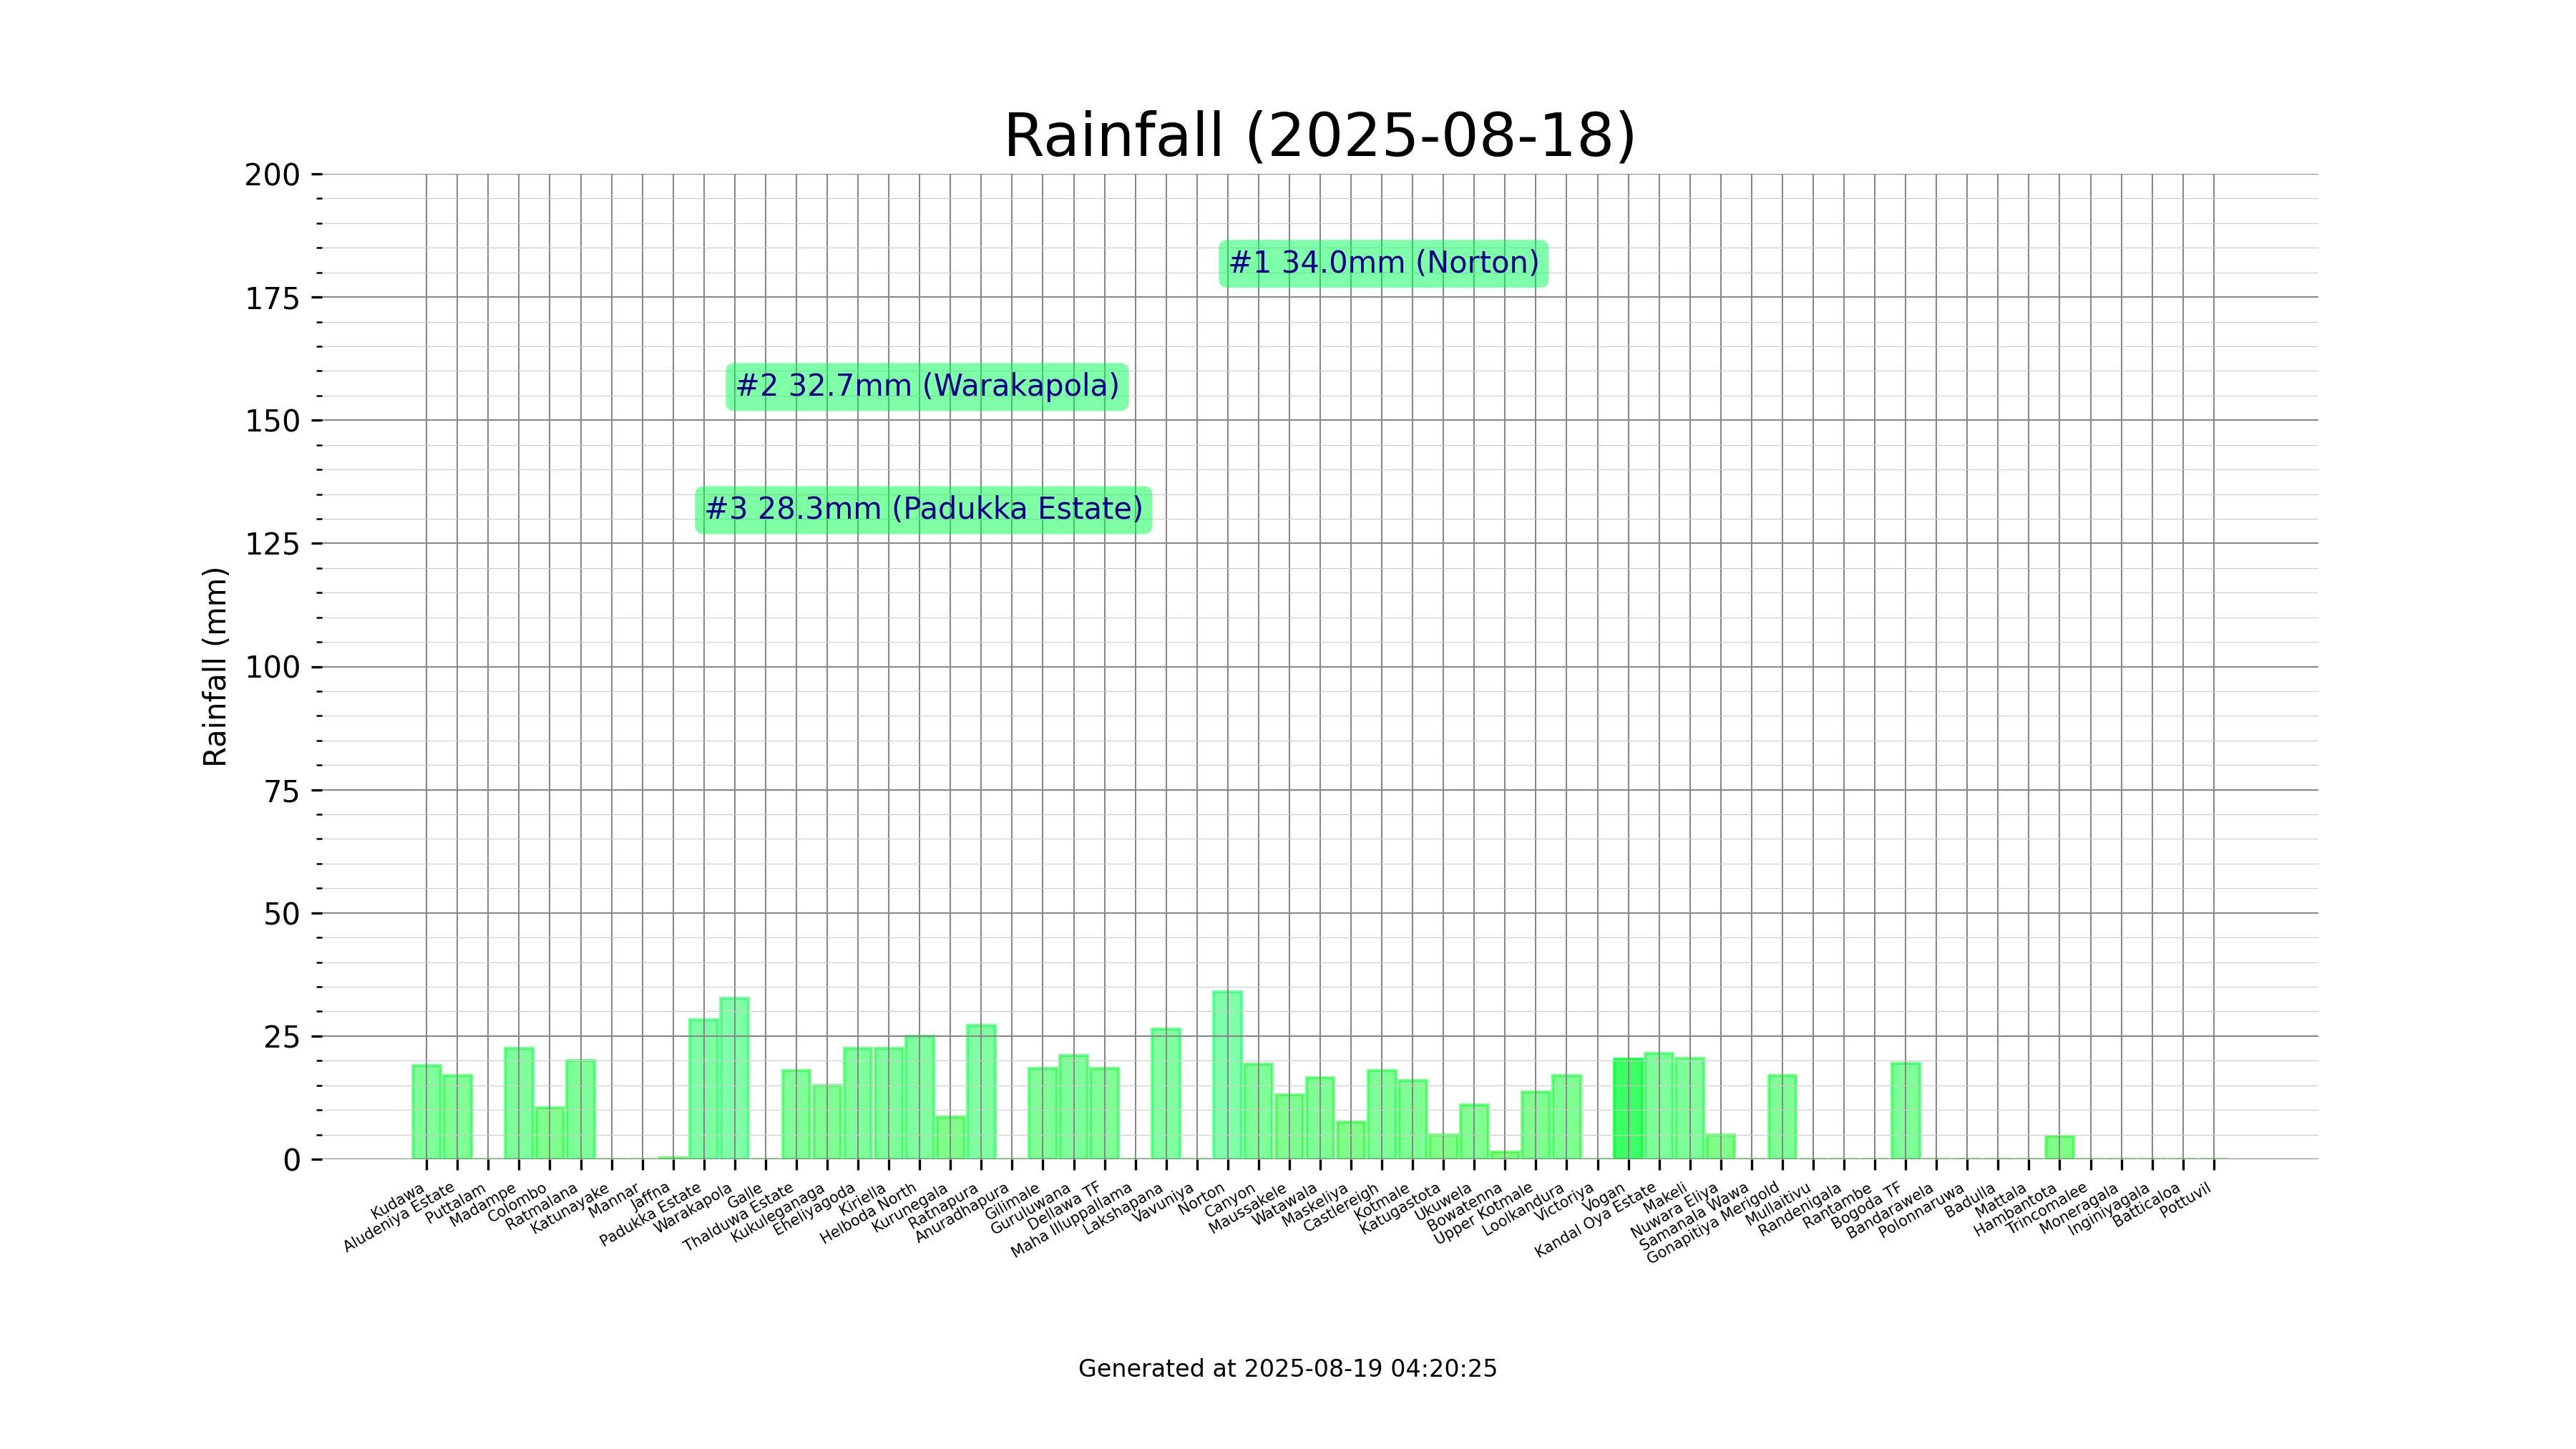 Rainfall (2025-08-18)
200
175
150
125
100
75
50
25
0
Rainfall (mm)
#1 34.0mm (Norton)
#2 32.7mm (Warakapola)
#3 28.3mm (Padukka Estate)
Kudawa
Aludeniya Estate
Puttalam
Madampe
Colombo
Ratmalana
Katunayake
Mannar
Jaffna
Padukka Estate
Warakapola
Galle
Thalduwa Estate
Kukuleganaga
Eheliyagoda
Kiriella
Helboda North
Kurunegala
Ratnapura
Anuradhapura
Gilimale
Guruluwana
Dellawa TF
Maha Illuppallama
Lakshapana
Vavuniya
Norton
Canyon
Maussakele
Watawala
Maskeliya
Castlereigh
Kotmale
Katugastota
Ukuwela
Bowatenna
Upper Kotmale
Loolkandura
Victoriya
Vogan
Kandal Oya Estate
Makeli
Nuwara Eliya
Samanala Wawa
Gonapitiya Merigold
Mullaitivu
Randenigala
Rantambe
Bogoda TF
Bandarawela
Polonnaruwa
Badulla
Mattala
Hambantota
Trincomalee
Moneragala
Inginiyagala
Batticaloa
Pottuvil
Generated at 2025-08-19 04:20:25